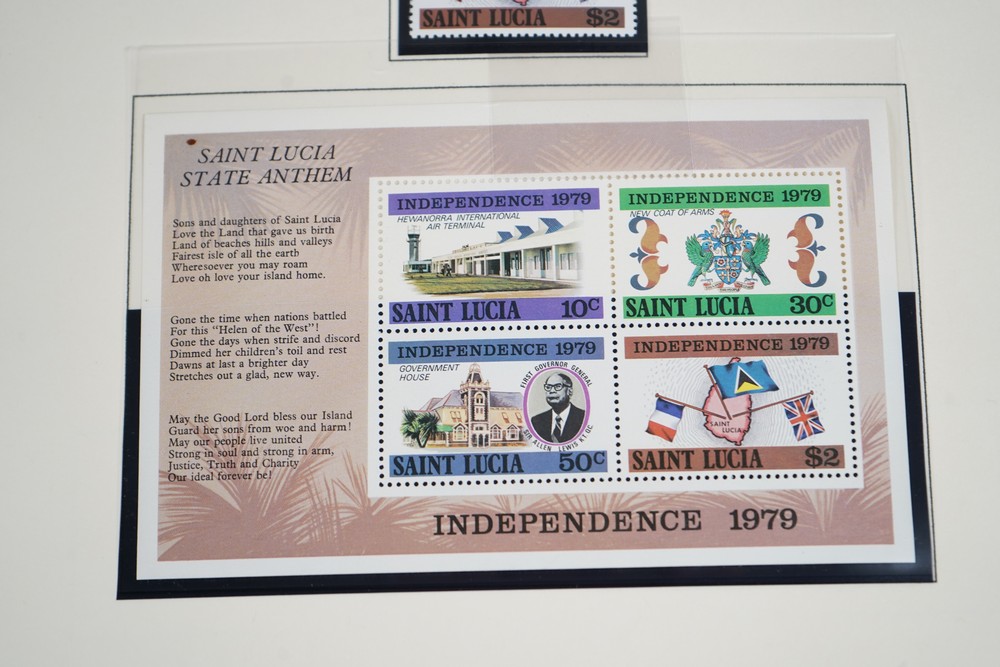 SAINT LUCIA $2
SAINT LUCIA
STATE ANTHEM
Sons and daughters of Saint Lucia
Love the Land that gave us birth
Land of beaches hills and valleys
Fairest isle of all the earth
Wheresoever you may roam
Love oh love your island home.
Gone the time when nations battled
For this "Helen of the West"!
Gone the days when strife and discord
Dimmed her children's toil and rest
Dawns at last a brighter day
Stretches out a glad, new way.
May the Good Lord bless our Island
Guard her sons from woe and harm!
May our people live united
Strong in soul and strong in arm,
Justice, Truth and Charity
Our ideal forever be!
INDEPENDENCE 1979
HEWANORRA INTERNATIONAL
AIR TERMINAL
SAINT LUCIA 10C
INDEPENDENCE 1979
NEW COAT OF ARMS
SAINT LUCIA 30C
INDEPENDENCE 1979
GOVERNMENT
HOUSE
FIRST GOVERNOR GENERAL
SIR ALLEN LEWIS KT QC
SAINT LUCIA 50C
INDEPENDENCE 1979
SAINT
LUCIA
SAINT LUCIA $2
INDEPENDENCE 1979